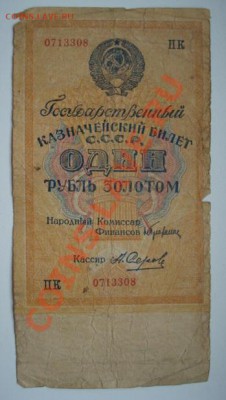 0713308 ПК
Государственный
КАЗНАЧЕЙСКИЙ БИЛЕТ
С.С.С.Р.
ОДИН
РУБЛЬ ЗОЛОТОМ
Народный Комиссар
Финансов
Кассир
ПК 0713308